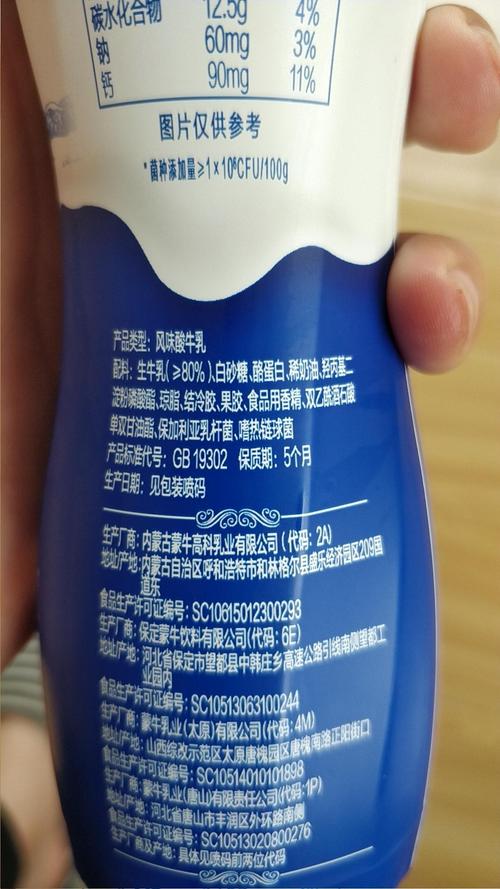 碳水化合物 12.5g 4%
钠 60mg 3%
钙 90mg 11%
图片仅供参考
*菌种添加量≥1×10⁶CFU/100g
产品类型：风味酸牛乳
配料：生牛乳（≥80%）、白砂糖、酪蛋白、稀奶油、羟丙基二
淀粉磷酸酯、琼脂、结冷胶、果胶、食品用香精、双乙酰酒石酸
单双甘油酯、保加利亚乳杆菌、嗜热链球菌
产品标准代号：GB 19302 保质期：5个月
生产日期：见包装喷码
生产厂商：内蒙古蒙牛高科乳业有限公司（代码：2A）
地址/产地：内蒙古自治区呼和浩特市和林格尔县盛乐经济园区209国
道东
食品生产许可证编号：SC10615012300293
生产厂商：保定蒙牛饮料有限公司（代码：6E）
地址/产地：河北省保定市望都县中韩庄乡高速公路引线南侧望都工
业园内
食品生产许可证编号：SC10513063100244
生产厂商：蒙牛乳业（太原）有限公司（代码：4M）
地址/产地：山西综改示范区太原唐槐园区唐槐南路正阳街口
食品生产许可证编号：SC10514010101898
生产厂商：蒙牛乳业（唐山）有限责任公司（代码：1P）
地址/产地：河北省唐山市丰润区外环路南侧
食品生产许可证编号：SC10513020800276
生产厂商及产地：具体见喷码前两位代码